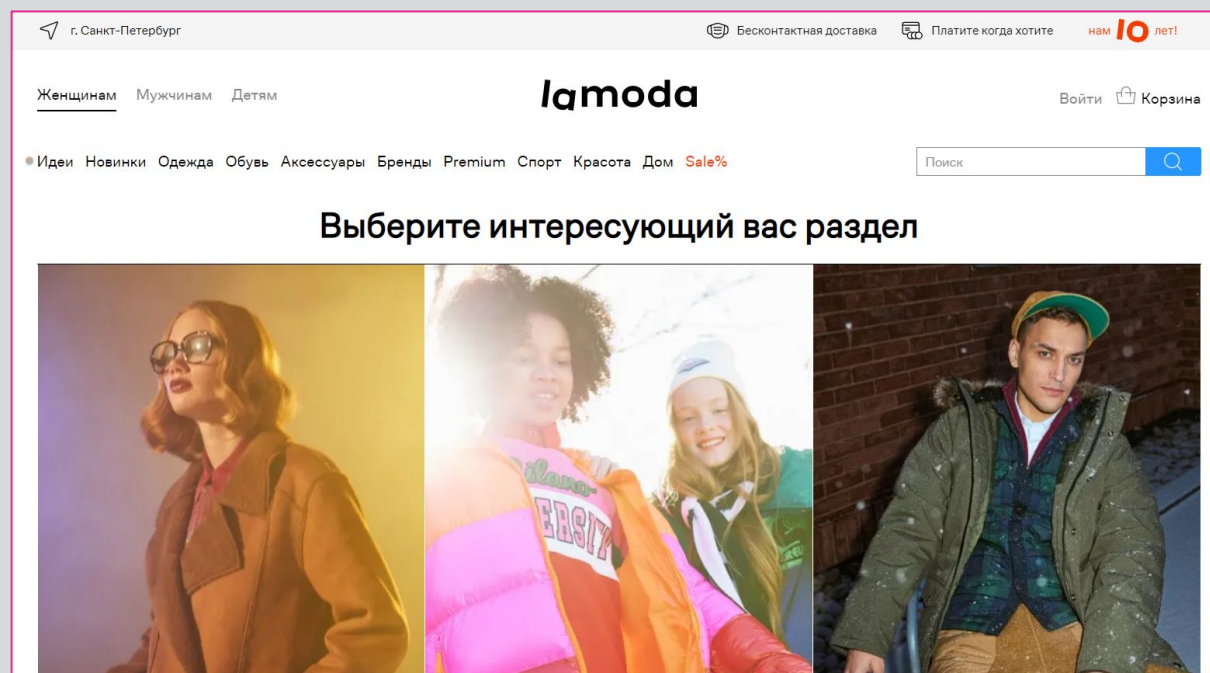 г. Санкт-Петербург
Бесконтактная доставка
Платите когда хотите
нам 10 лет!
Женщинам Мужчинам Детям
lamoda
Войти Корзина
Идеи Новинки Одежда Обувь Аксессуары Бренды Premium Спорт Красота Дом Sale%
Поиск
Выберите интересующий вас раздел